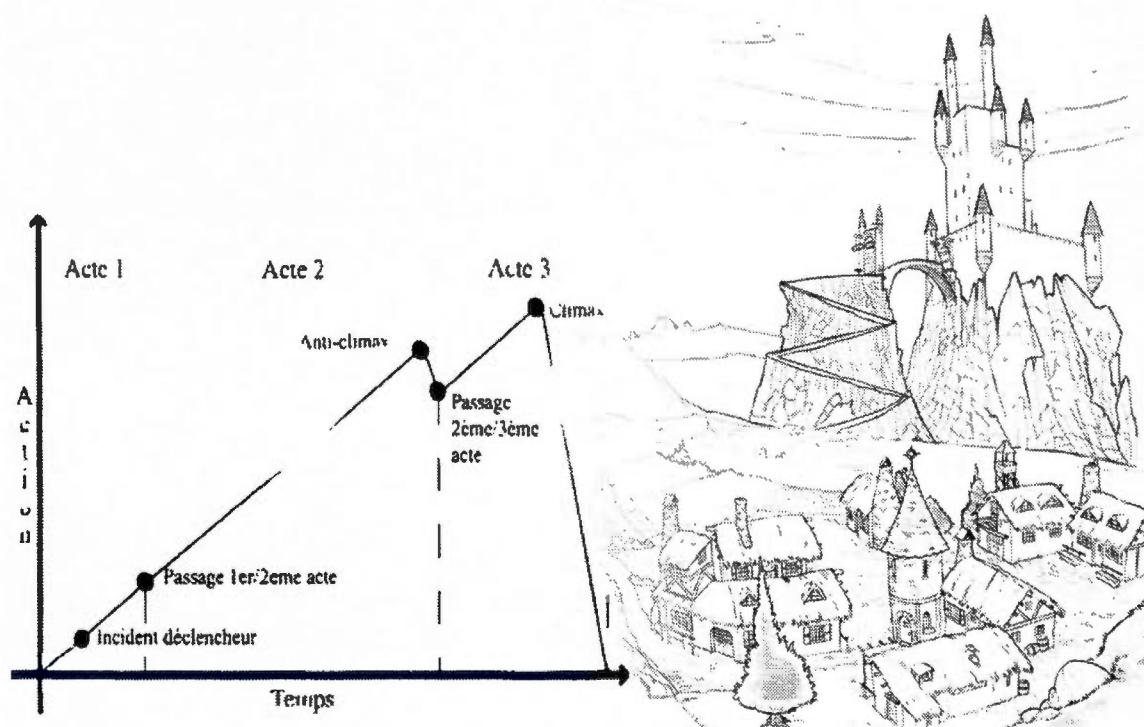 Acte 1
Acte 2
Acte 3
Climax
Anti-climax
Action
Passage
2ème/3ème
acte
Passage 1er/2eme acte
Incident déclencheur
Temps